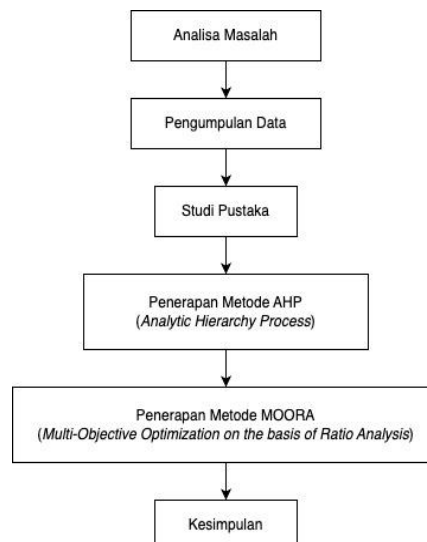 Analisa Masalah
Pengumpulan Data
Studi Pustaka
Penerapan Metode AHP
(Analytic Hierarchy Process)
Penerapan Metode MOORA
(Multi-Objective Optimization on the basis of Ratio Analysis)
Kesimpulan